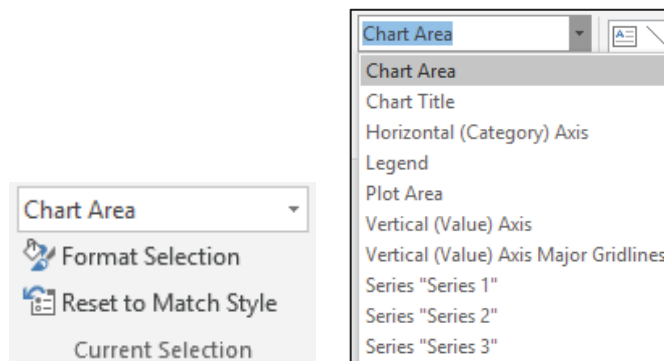 Chart Area
Format Selection
Reset to Match Style
Current Selection
Chart Area
A
Chart Area
Chart Title
Horizontal (Category) Axis
Legend
Plot Area
Vertical (Value) Axis
Vertical (Value) Axis Major Gridlines
Series "Series 1"
Series "Series 2"
Series "Series 3"